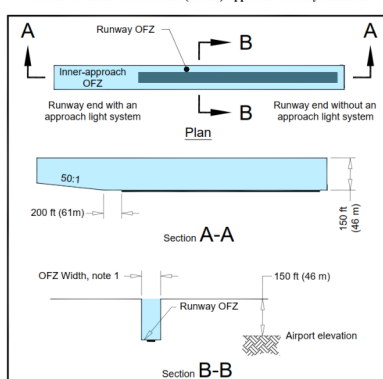 Runway OFZ
A
B
A
Inner-approach
OFZ
Runway end with an
approach light system
B
Runway end without an
approach light system
Plan
50:1
200 ft (61m)
150 ft
(46 m)
Section A-A
OFZ Width, note 1
150 ft (46 m)
Runway OFZ
Airport elevation
Section B-B